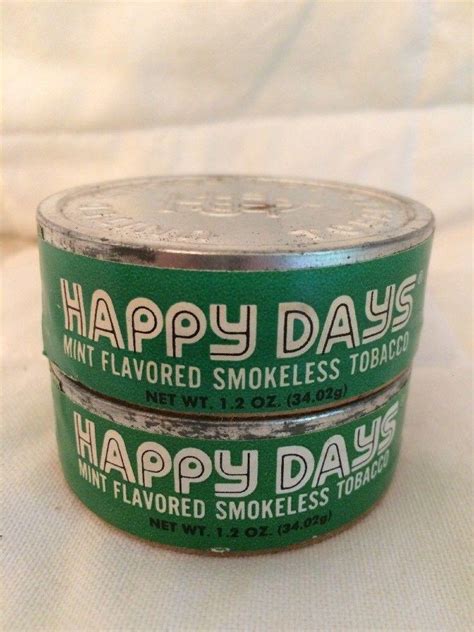 HAPPY DAYS®
MINT FLAVORED SMOKELESS TOBACCO
NET WT. 1.2 OZ. (34.02g)
HAPPY DAYS
MINT FLAVORED SMOKELESS TOBACCO
NET WT. 1.2 OZ. (34.02g)